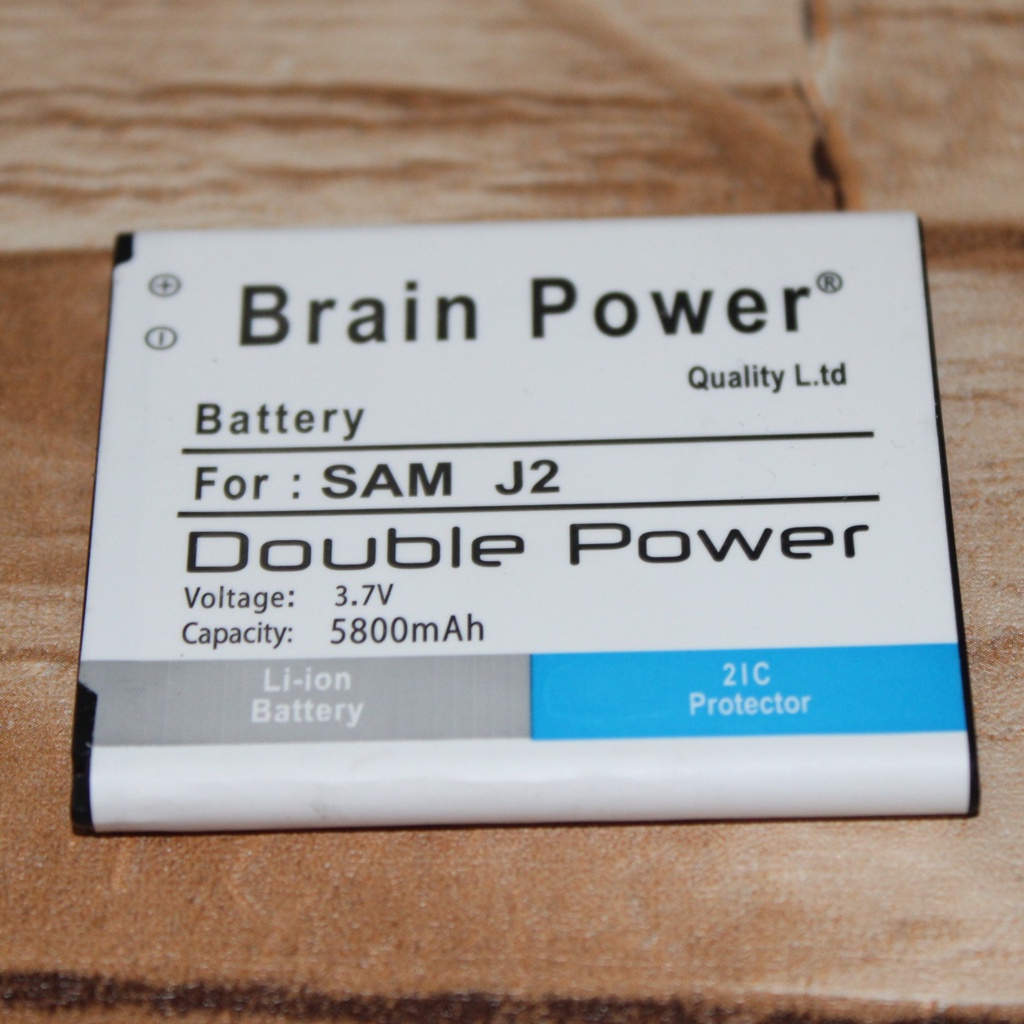 Brain Power®
Quality L.td
Battery
For : SAM J2
Double Power
Voltage: 3.7V
Capacity: 5800mAh
Li-ion
Battery
2IC
Protector